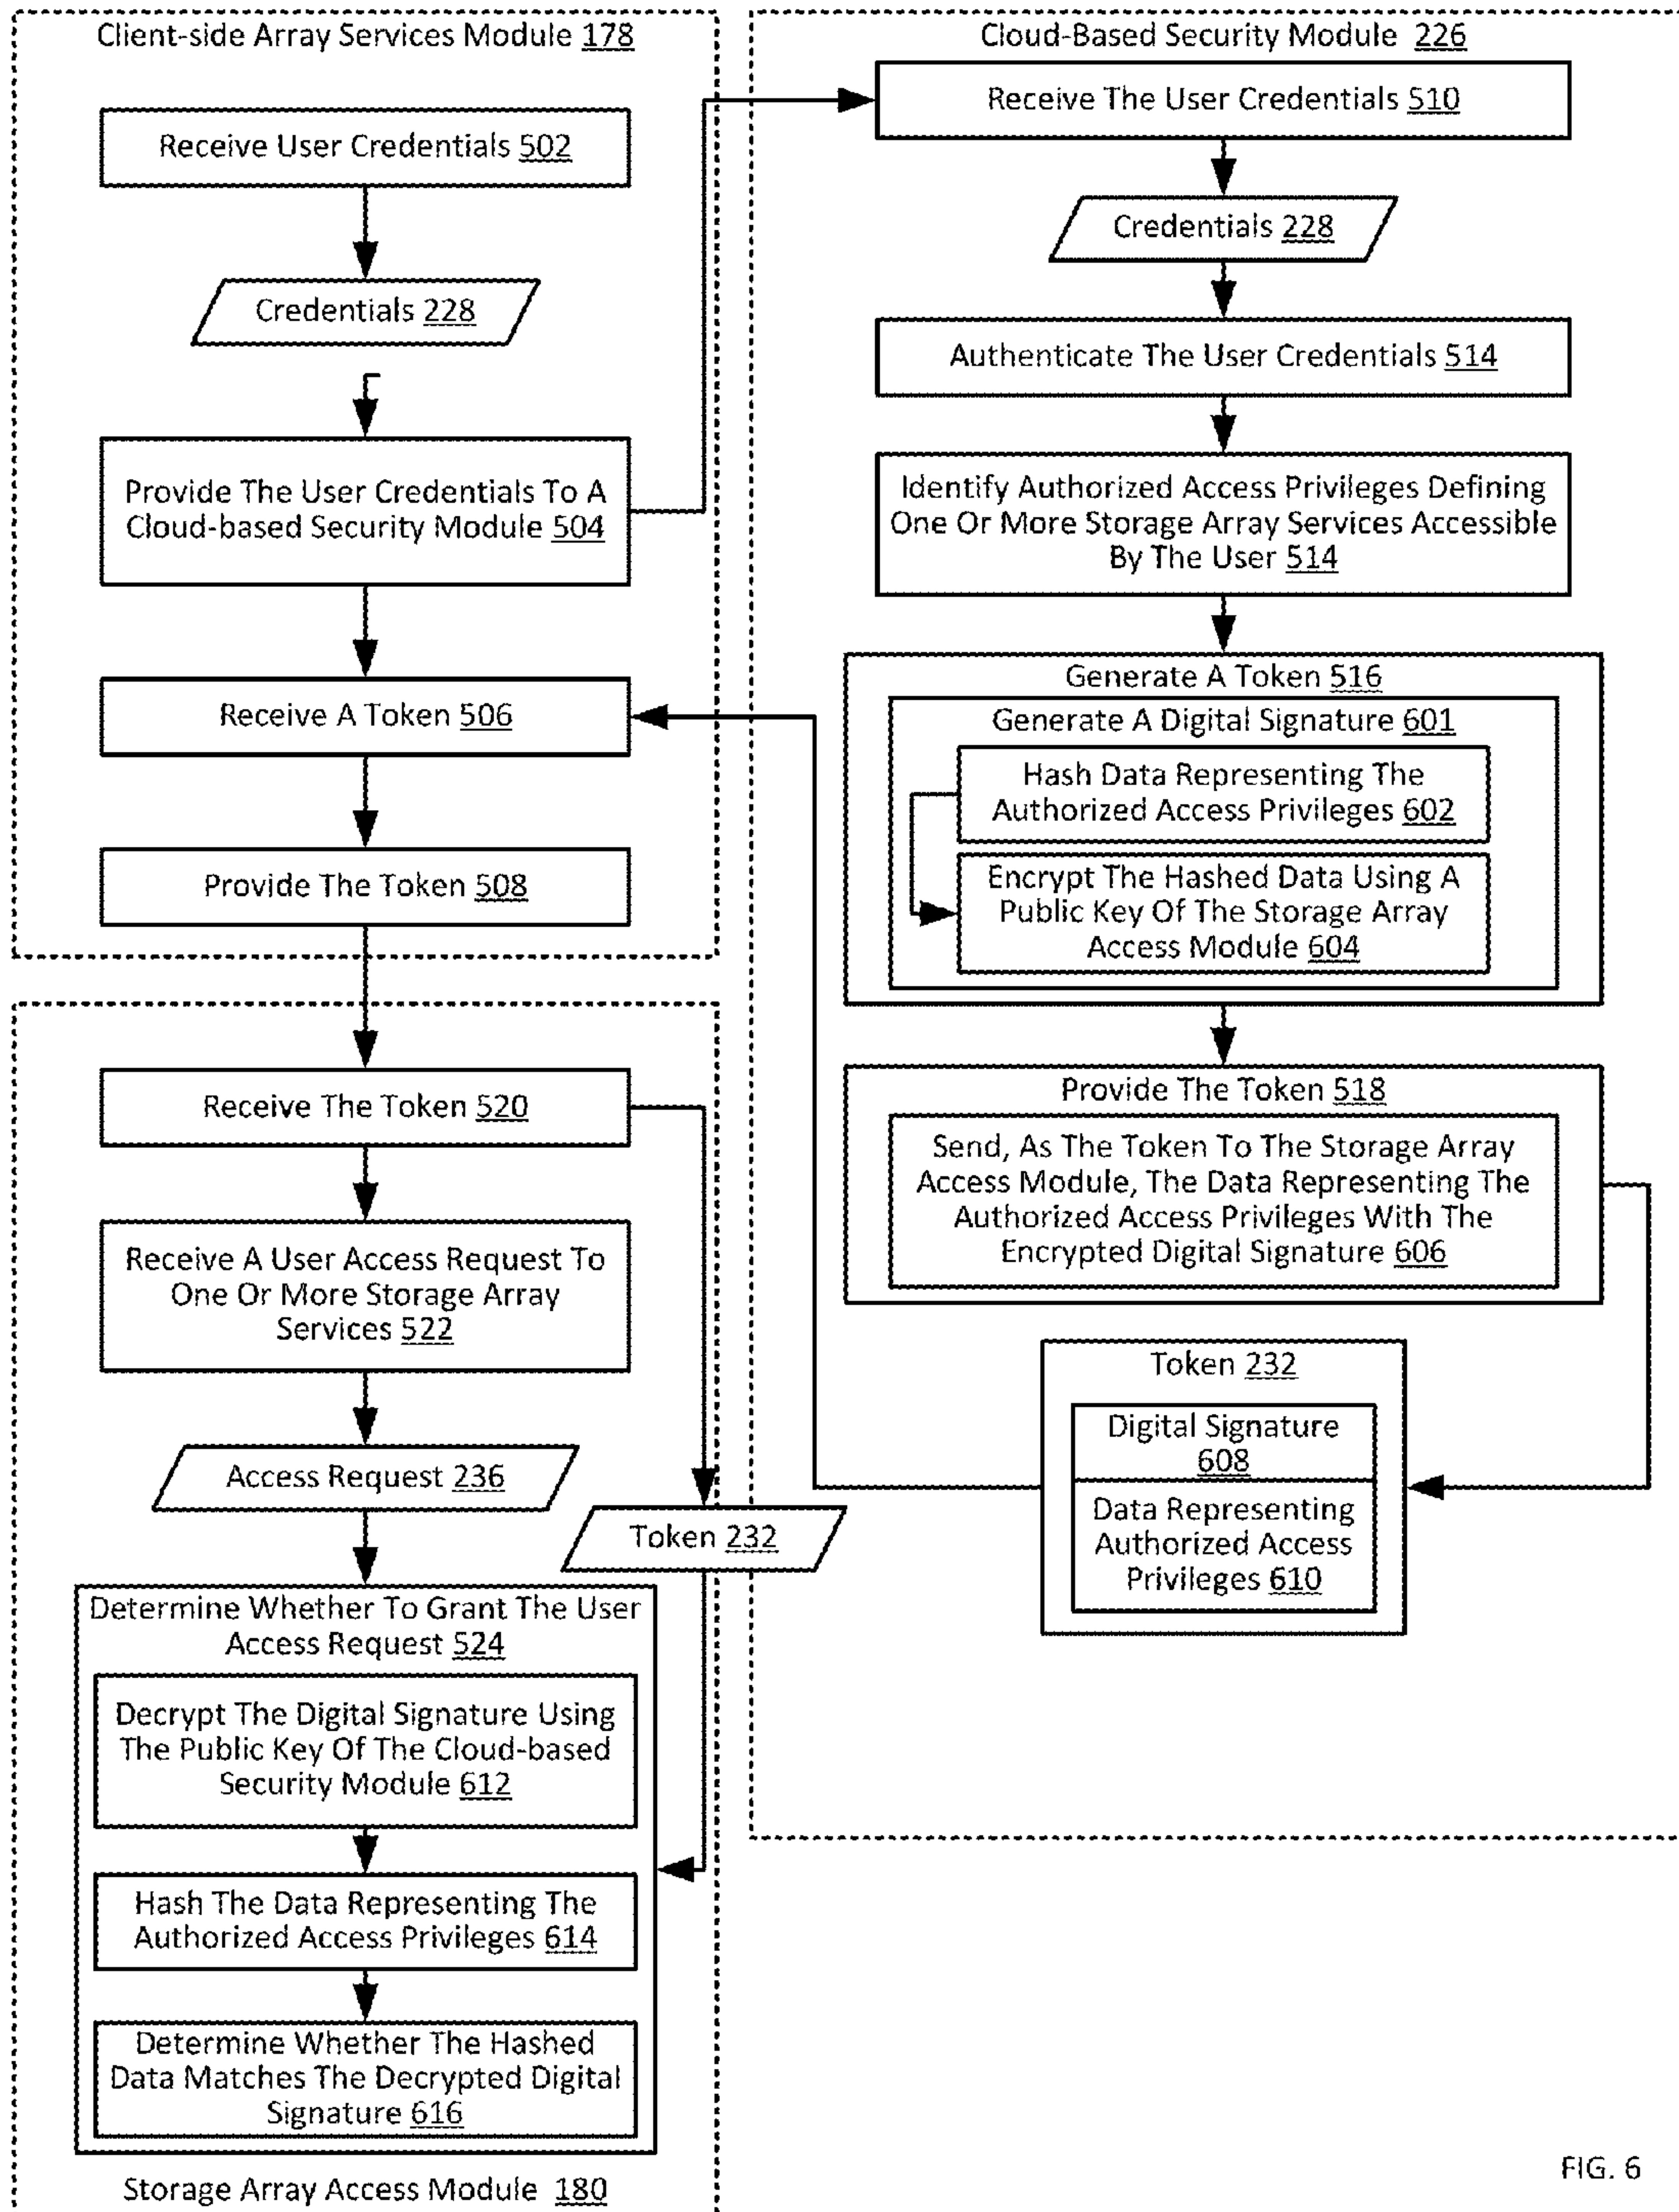 Client-side Array Services Module 178
Receive User Credentials 502
Credentials 228
Provide The User Credentials To A
Cloud-based Security Module 504
Receive A Token 506
Provide The Token 508
Cloud-Based Security Module 226
Receive The User Credentials 510
Credentials 228
Authenticate The User Credentials 514
Identify Authorized Access Privileges Defining
One Or More Storage Array Services Accessible
By The User 514
Generate A Token 516
Generate A Digital Signature 601
Hash Data Representing The
Authorized Access Privileges 602
Encrypt The Hashed Data Using A
Public Key Of The Storage Array
Access Module 604
Provide The Token 518
Send, As The Token To The Storage Array
Access Module, The Data Representing The
Authorized Access Privileges With The
Encrypted Digital Signature 606
Token 232
Digital Signature
608
Data Representing
Authorized Access
Privileges 610
Receive The Token 520
Receive A User Access Request To
One Or More Storage Array
Services 522
Access Request 236
Token 232
Determine Whether To Grant The User
Access Request 524
Decrypt The Digital Signature Using
The Public Key Of The Cloud-based
Security Module 612
Hash The Data Representing The
Authorized Access Privileges 614
Determine Whether The Hashed
Data Matches The Decrypted Digital
Signature 616
Storage Array Access Module 180
FIG. 6